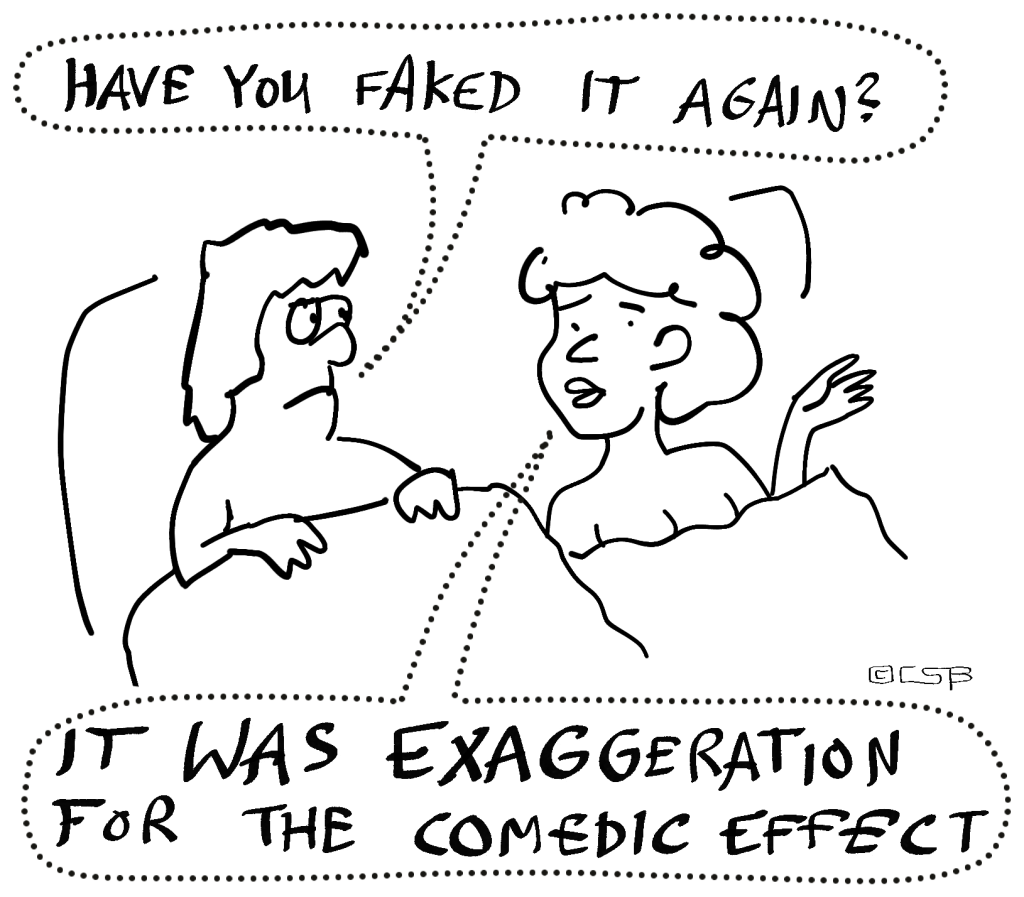 HAVE YOU FAKED IT AGAIN?
©CSB
IT WAS EXAGGERATION
FOR THE COMEDIC EFFECT